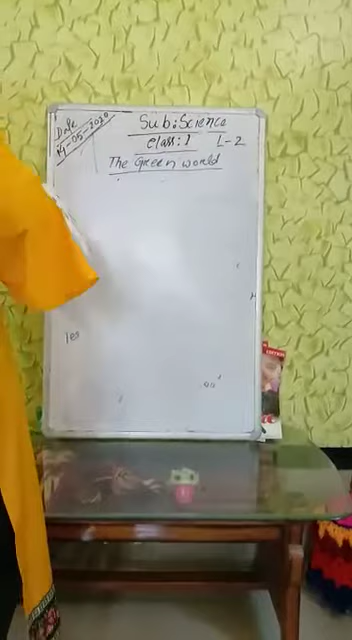 Date
Sub: Science
14-05-2020
Class: 1 L-2
The Green world